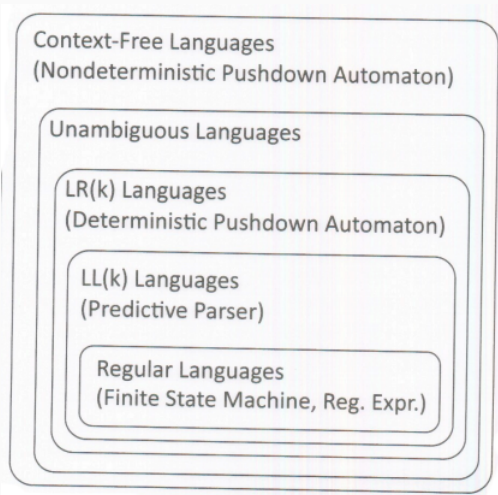 Context-Free Languages
(Nondeterministic Pushdown Automaton)
Unambiguous Languages
LR(k) Languages
(Deterministic Pushdown Automaton)
LL(k) Languages
(Predictive Parser)
Regular Languages
(Finite State Machine, Reg. Expr.)